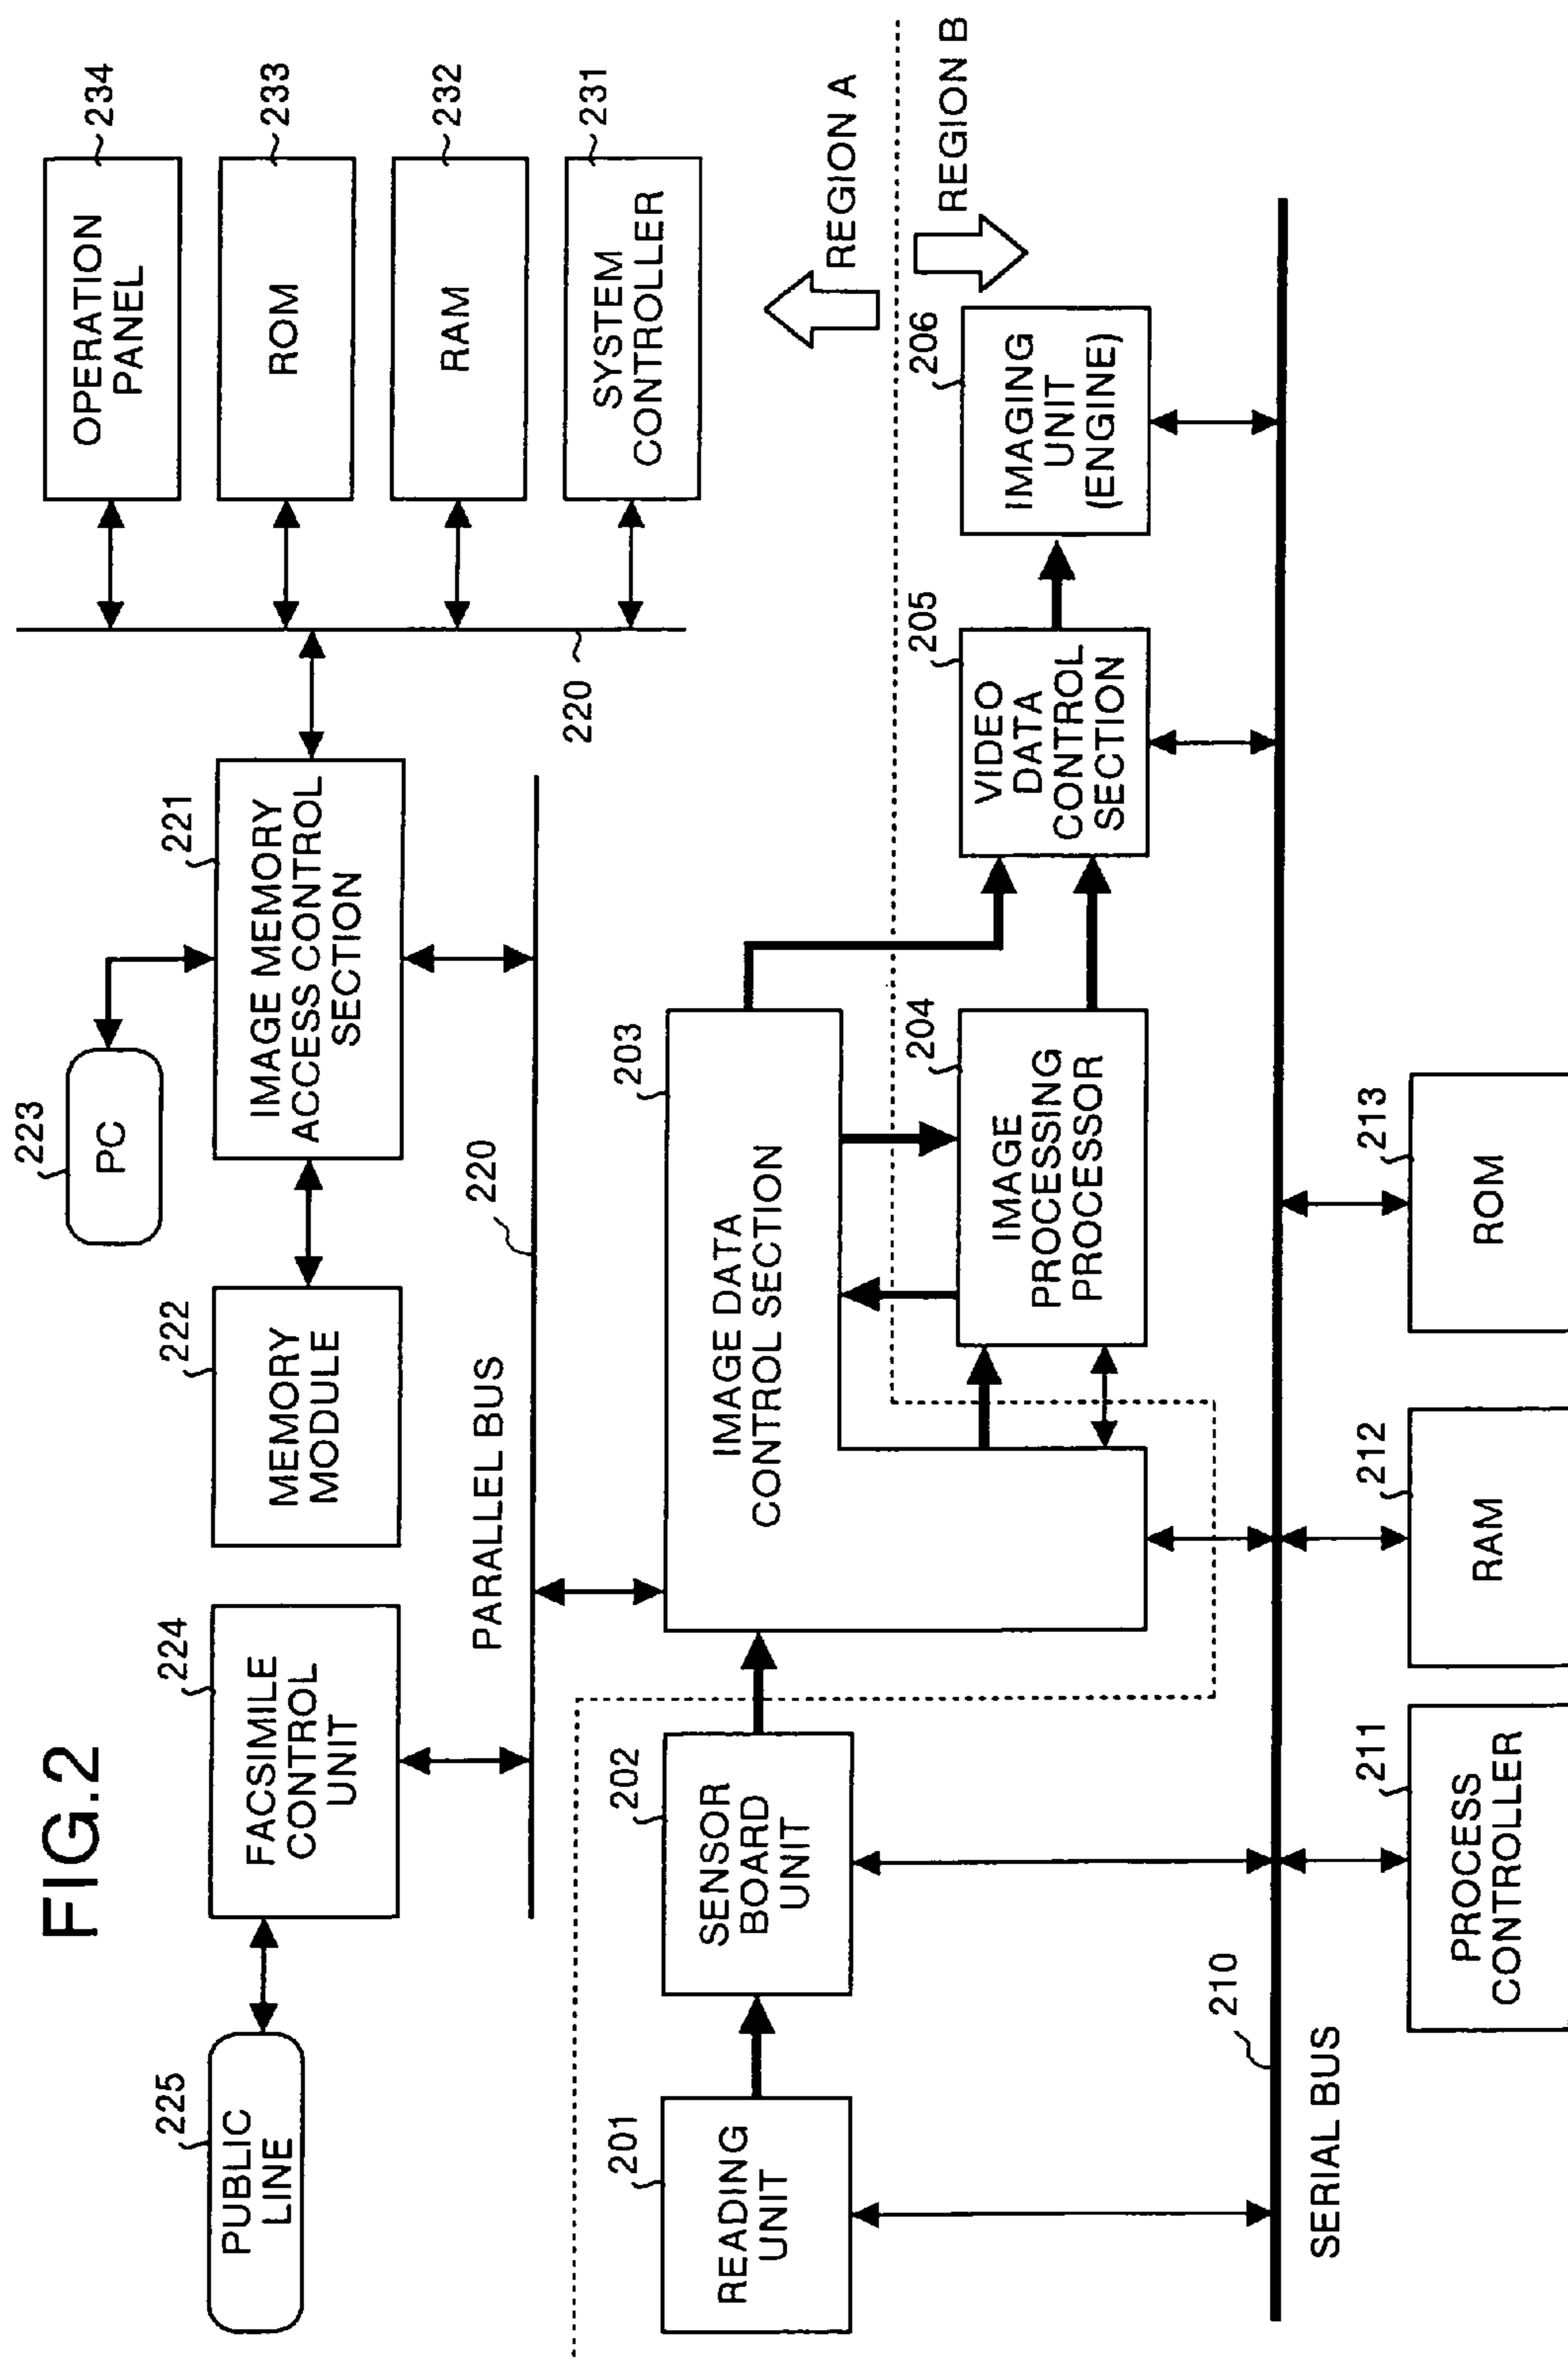 FIG.2
225
PUBLIC
LINE
224
FACSIMILE
CONTROL
UNIT
222
MEMORY
MODULE
223
PC
221
IMAGE MEMORY
ACCESS CONTROL
SECTION
234
OPERATION
PANEL
233
ROM
232
RAM
231
SYSTEM
CONTROLLER
220
PARALLEL BUS
220
REGION A
REGION B
201
READING
UNIT
202
SENSOR
BOARD
UNIT
203
IMAGE DATA
CONTROL SECTION
204
IMAGE
PROCESSING
PROCESSOR
205
VIDEO
DATA
CONTROL
SECTION
206
IMAGING
UNIT
(ENGINE)
210
SERIAL BUS
211
PROCESS
CONTROLLER
212
RAM
213
ROM